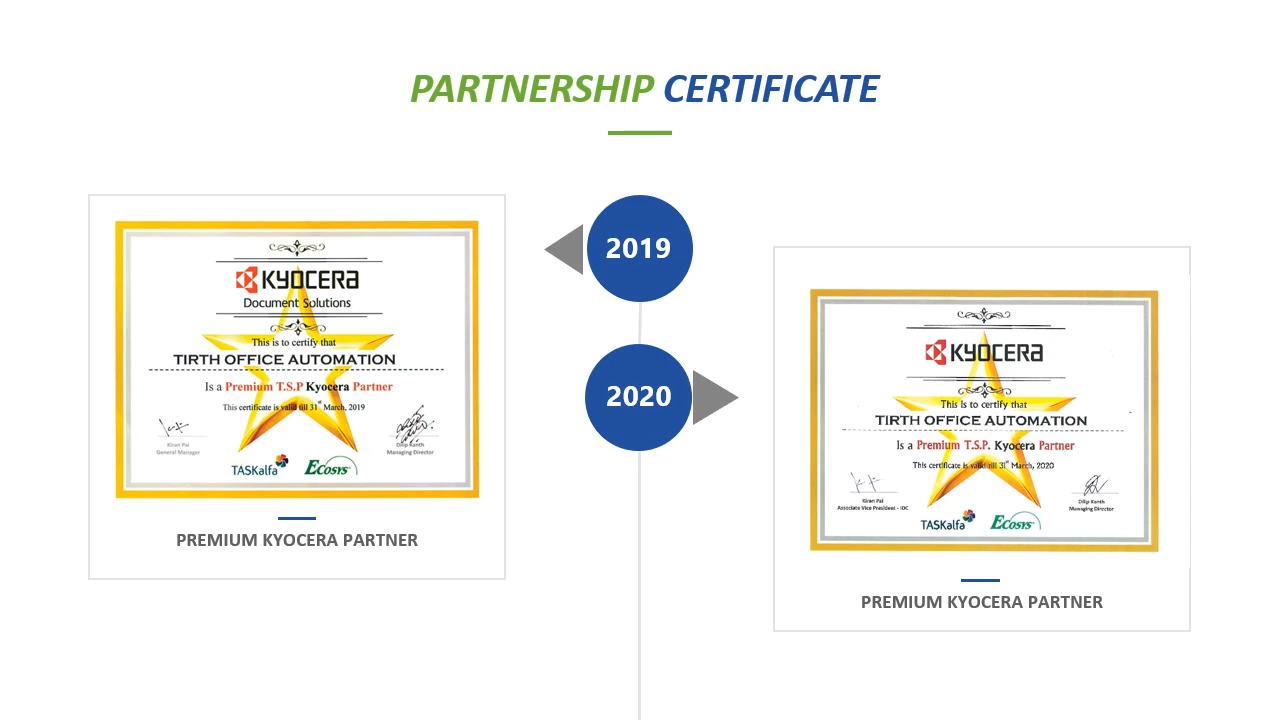 PARTNERSHIP CERTIFICATE
2019
KYOCERA
Document Solutions
This is to certify that
TIRTH OFFICE AUTOMATION
Is a Premium T.S.P Kyocera Partner
This certificate is valid till 31st March, 2019
Kiran Pai
General Manager
Dilip Kanth
Managing Director
TASKalfa
ECOSYS
PREMIUM KYOCERA PARTNER
2020
KYOCERA
This is to certify that
TIRTH OFFICE AUTOMATION
Is a Premium T.S.P. Kyocera Partner
This certificate is valid till 31st March, 2020
Kiran Pai
Associate Vice President - IDC
Dilip Kanth
Managing Director
TASKalfa
ECOSYS
PREMIUM KYOCERA PARTNER